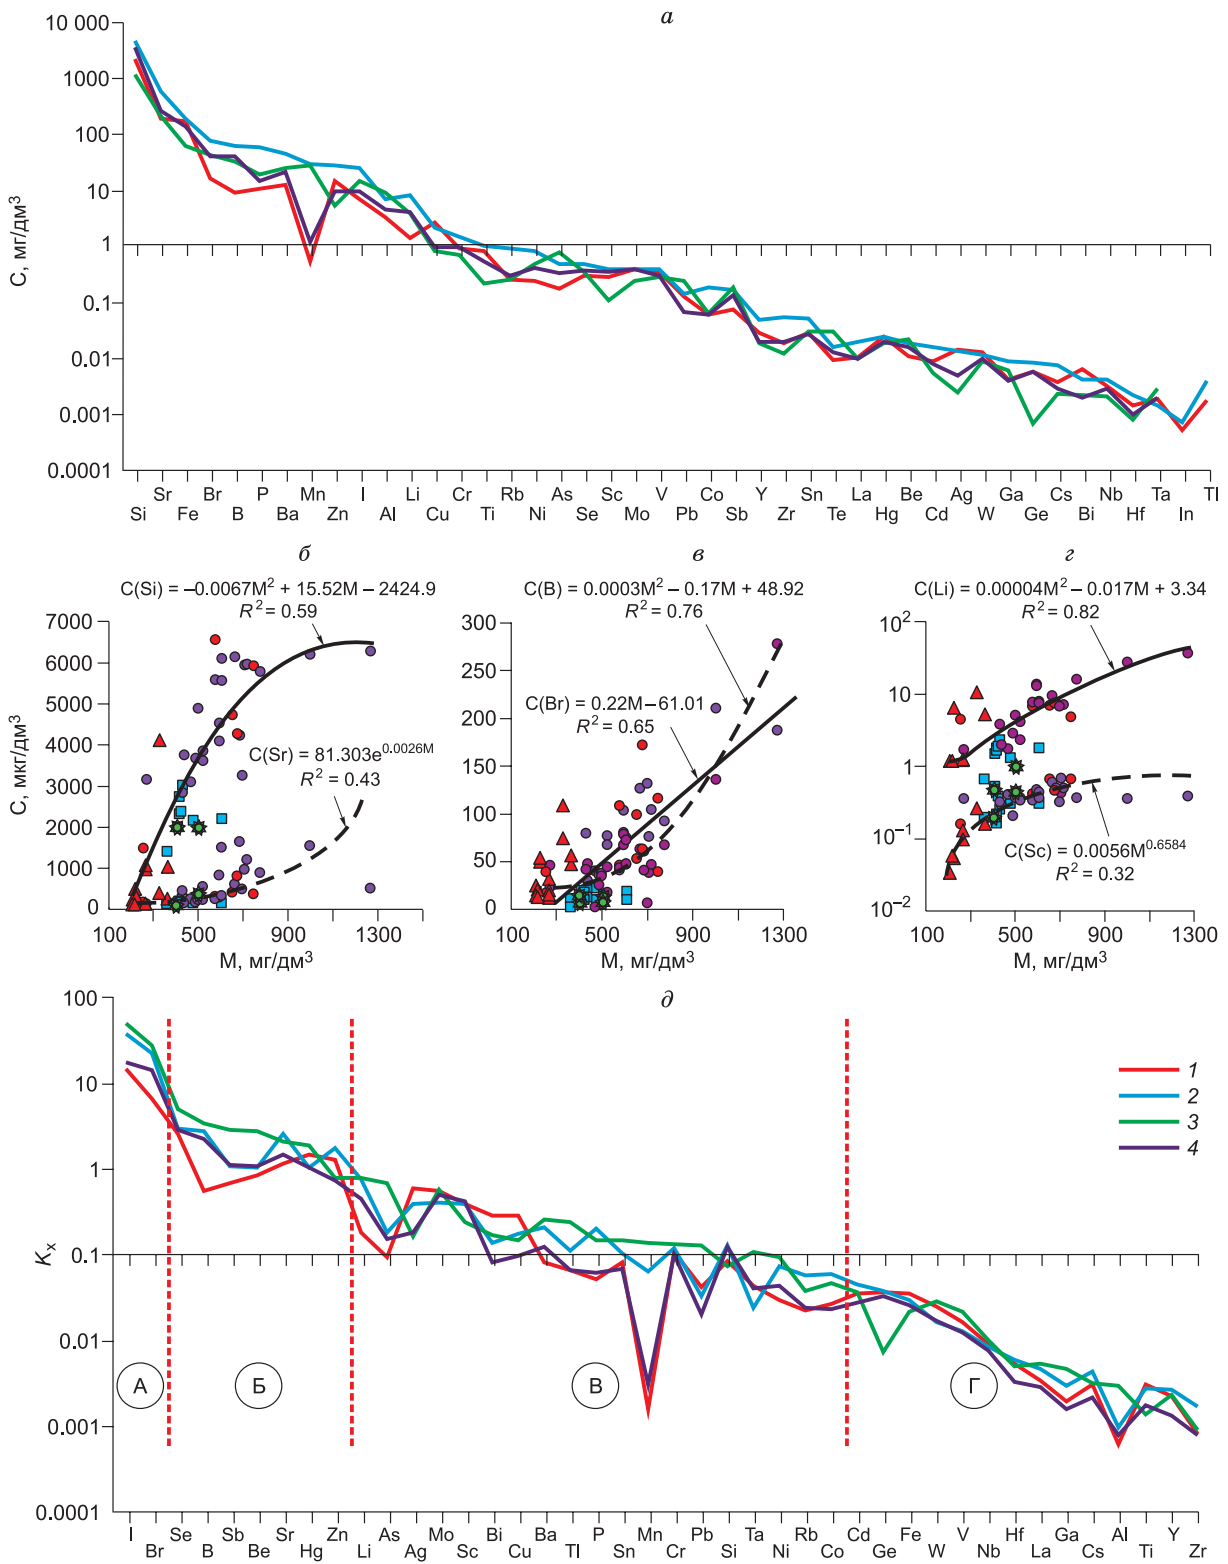 а
10 000
1000
100
10
1
0.1
0.01
0.001
0.0001
С, мг/дм³
Sr Br P Mn I Li Cr Rb As Sc V Co Y Sn La Be Ag Ga Cs Nb Ta Tl
Si Fe B Ba Zn Al Cu Ti Ni Se Mo Pb Sb Zr Te Hg Cd W Ge Bi Hf In
б
C(Si) = –0.0067M² + 15.52M – 2424.9
R² = 0.59
7000
6000
5000
4000
3000
2000
1000
0
С, мкг/дм³
C(Sr) = 81.303e^0.0026M
R² = 0.43
100 500 900 1300
М, мг/дм³
в
C(B) = 0.0003M² – 0.17M + 48.92
R² = 0.76
300
250
200
150
100
50
0
C(Br) = 0.22M–61.01
R² = 0.65
100 500 900 1300
М, мг/дм³
г
C(Li) = 0.00004M² – 0.017M + 3.34
R² = 0.82
10²
10
1
10⁻¹
10⁻²
C(Sc) = 0.0056M^0.6584
R² = 0.32
100 500 900 1300
М, мг/дм³
д
100
10
1
0.1
0.01
0.001
0.0001
Kₓ
1
2
3
4
А
Б
В
Г
I Se Sb Sr Zn As Mo Bi Ba P Mn Pb Ta Rb Cd Fe V Hf Ga Al Y
Br B Be Hg Li Ag Sc Cu Tl Sn Cr Si Ni Co Ge W Nb La Cs Ti Zr